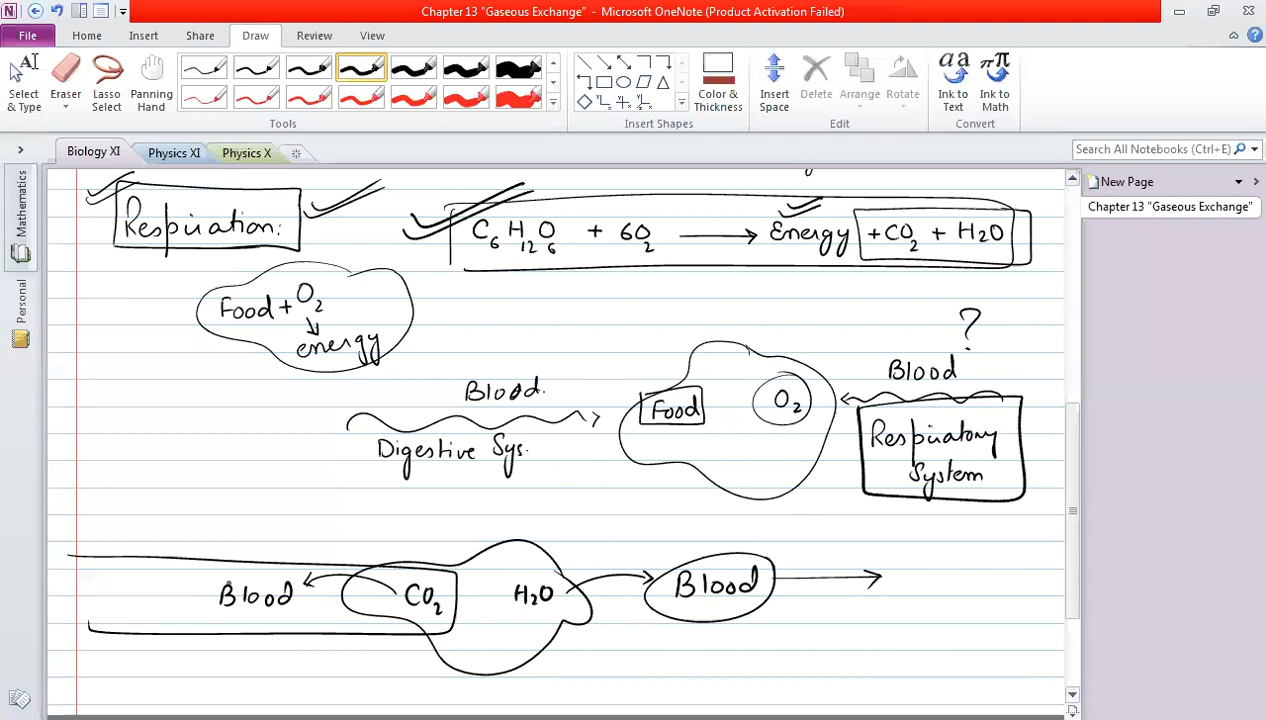 Chapter 13 "Gaseous Exchange" - Microsoft OneNote (Product Activation Failed)
File Home Insert Share Draw Review View
Select & Type
Eraser
Lasso Select
Panning Hand
Color & Thickness
Insert Space
Delete
Arrange
Rotate
Ink to Text
Ink to Math
Tools
Insert Shapes
Edit
Convert
Biology XI Physics XI Physics X
Search All Notebooks (Ctrl+E)
New Page
Chapter 13 "Gaseous Exchange"
Mathematics
Personal
Respiration:
C6H12O6 + 6O2 → Energy + CO2 + H2O
Food + O2
↓
energy
?
Blood.
Blood
Food
O2
Digestive Sys.
Respiratory
System
Blood
CO2
H2O
Blood